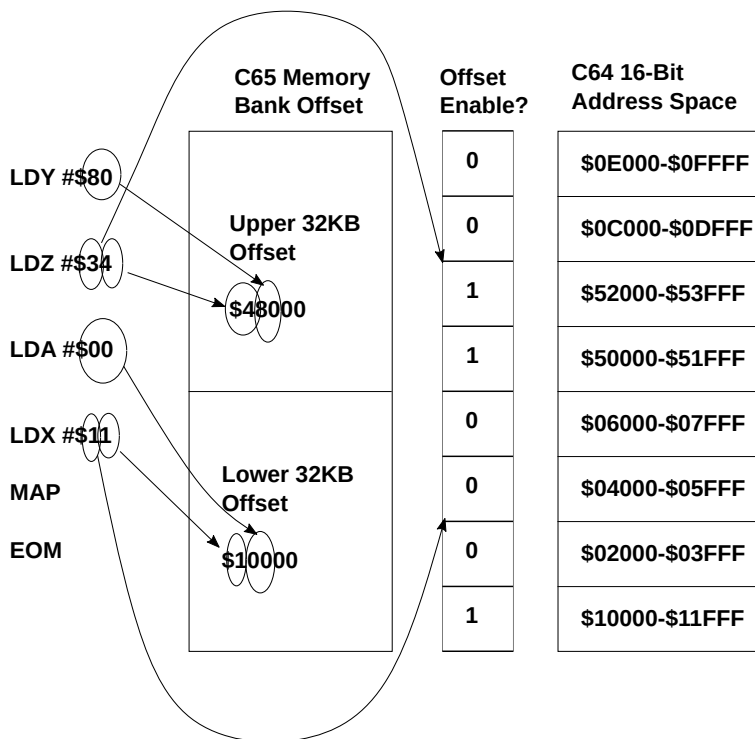 C65 Memory
Bank Offset
Offset
Enable?
C64 16-Bit
Address Space
LDY #$80
LDZ #$34
LDA #$00
LDX #$11
MAP
EOM
Upper 32KB
Offset
$48000
Lower 32KB
Offset
$10000
0
0
1
1
0
0
0
1
$0E000-$0FFFF
$0C000-$0DFFF
$52000-$53FFF
$50000-$51FFF
$06000-$07FFF
$04000-$05FFF
$02000-$03FFF
$10000-$11FFF